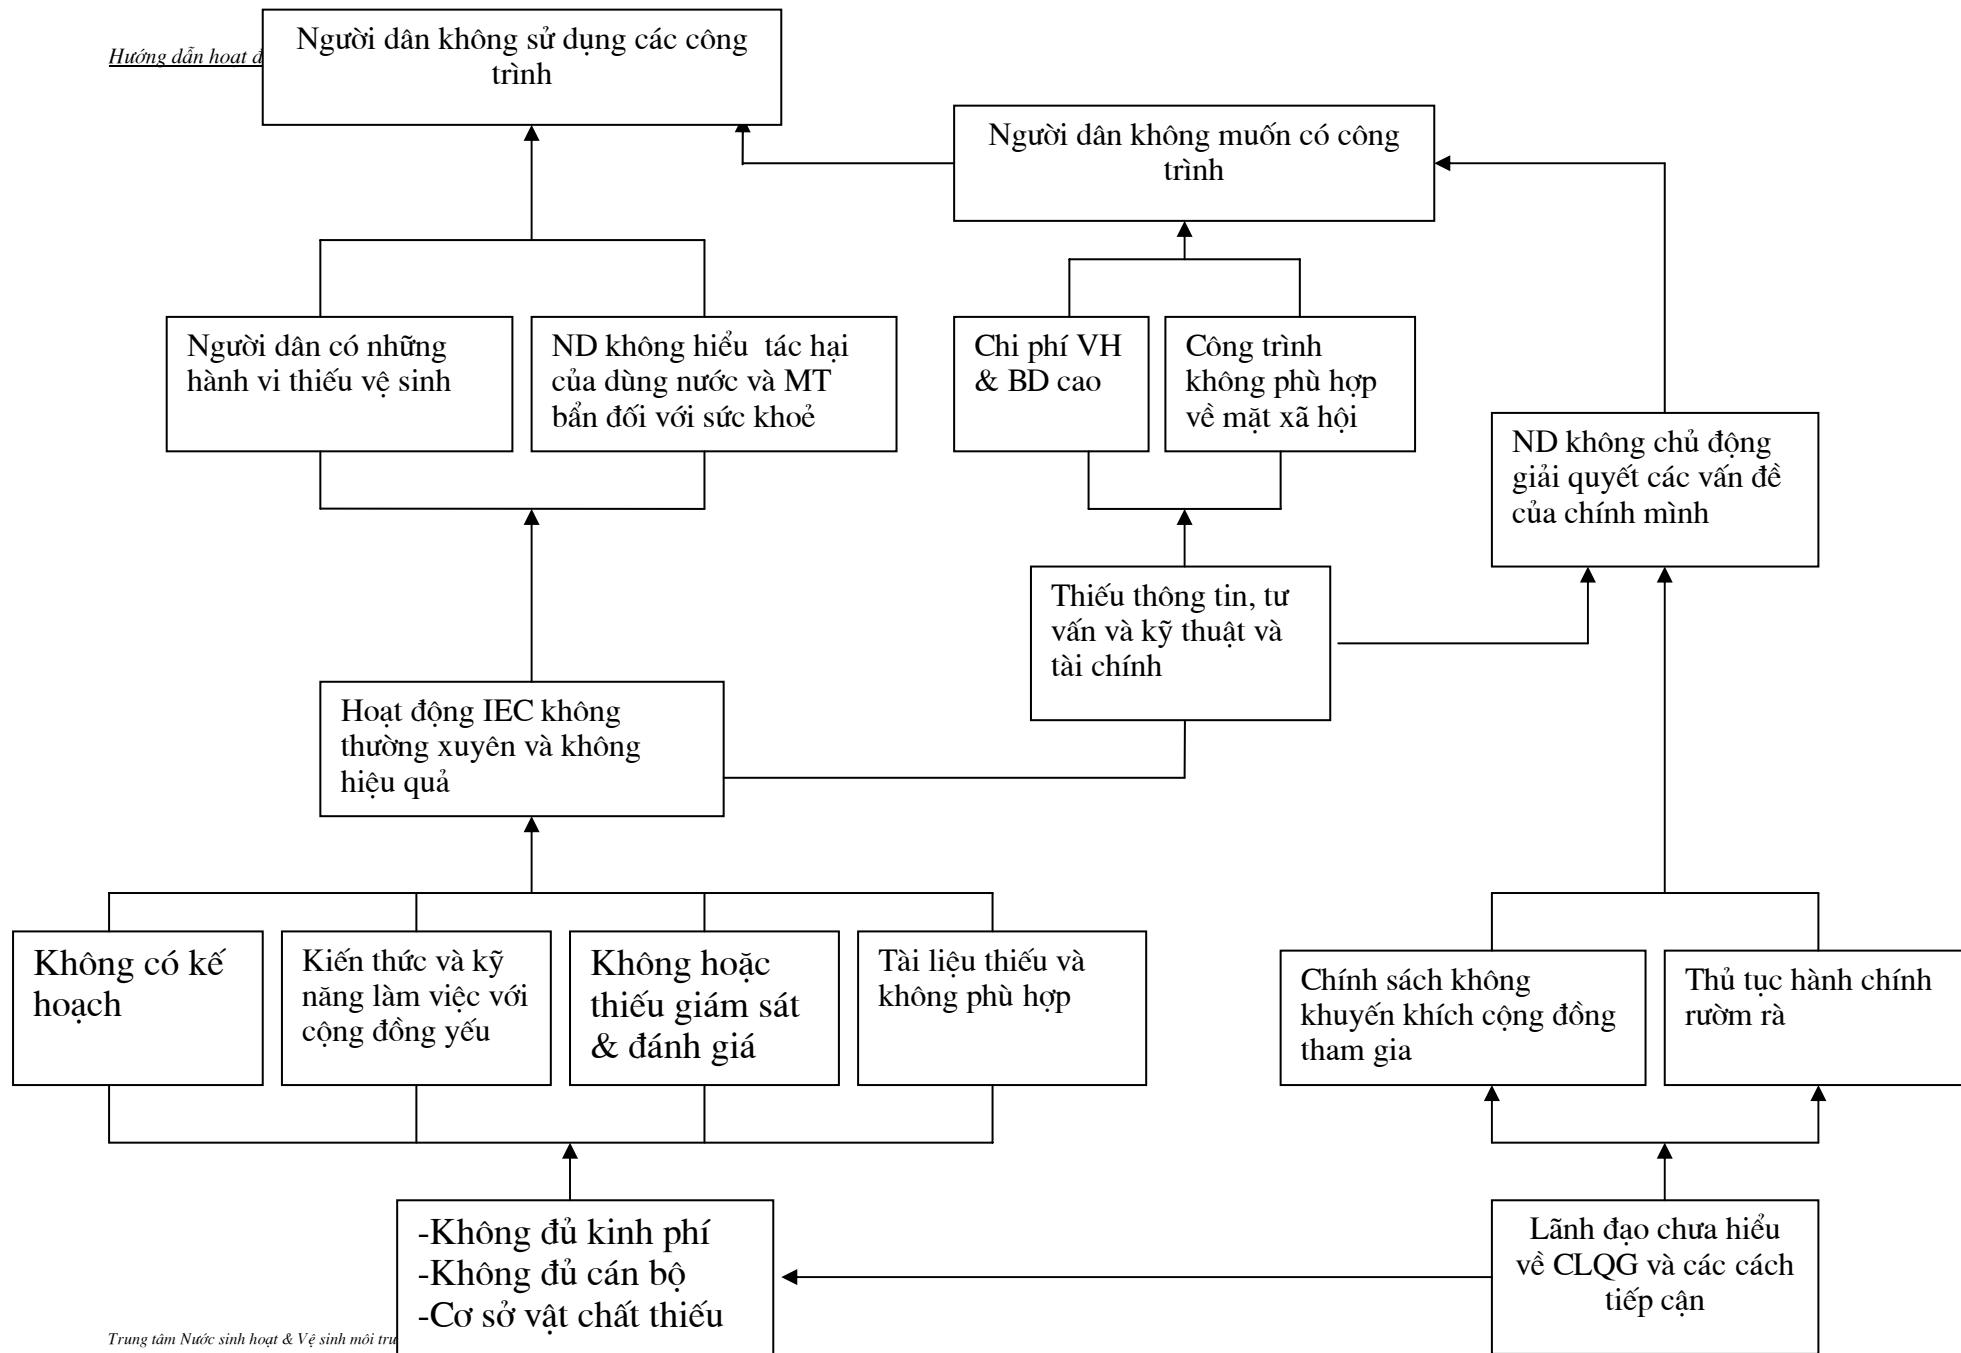 Hướng dẫn hoạt đ
Người dân không sử dụng các công
trình
Người dân không muốn có công
trình
Người dân có những
hành vi thiếu vệ sinh
ND không hiểu tác hại
của dùng nước và MT
bẩn đối với sức khoẻ
Chi phí VH
& BD cao
Công trình
không phù hợp
về mặt xã hội
ND không chủ động
giải quyết các vấn đề
của chính mình
Thiếu thông tin, tư
vấn và kỹ thuật và
tài chính
Hoạt động IEC không
thường xuyên và không
hiệu quả
Không có kế
hoạch
Kiến thức và kỹ
năng làm việc với
cộng đồng yếu
Không hoặc
thiếu giám sát
& đánh giá
Tài liệu thiếu và
không phù hợp
Chính sách không
khuyến khích cộng đồng
tham gia
Thủ tục hành chính
rườm rà
-Không đủ kinh phí
-Không đủ cán bộ
-Cơ sở vật chất thiếu
Lãnh đạo chưa hiểu
về CLQG và các cách
tiếp cận
Trung tâm Nước sinh hoạt & Vệ sinh môi trư